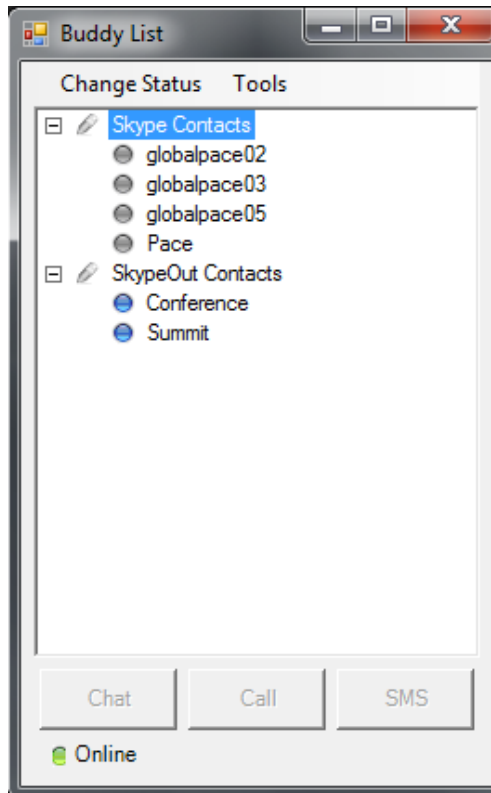 Buddy List
Change Status Tools
Skype Contacts
globalpace02
globalpace03
globalpace05
Pace
SkypeOut Contacts
Conference
Summit
Chat Call SMS
Online